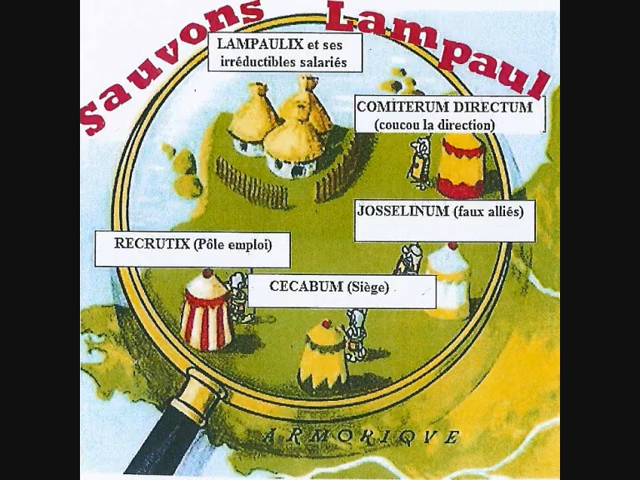 Sauvons Lampaul
LAMPAULIX et ses
irréductibles salariés
COMITERUM DIRECTUM
(coucou la direction)
JOSSELINUM (faux alliés)
RECRUTIX (Pôle emploi)
CECABUM (Siège)
ARMORIQVE